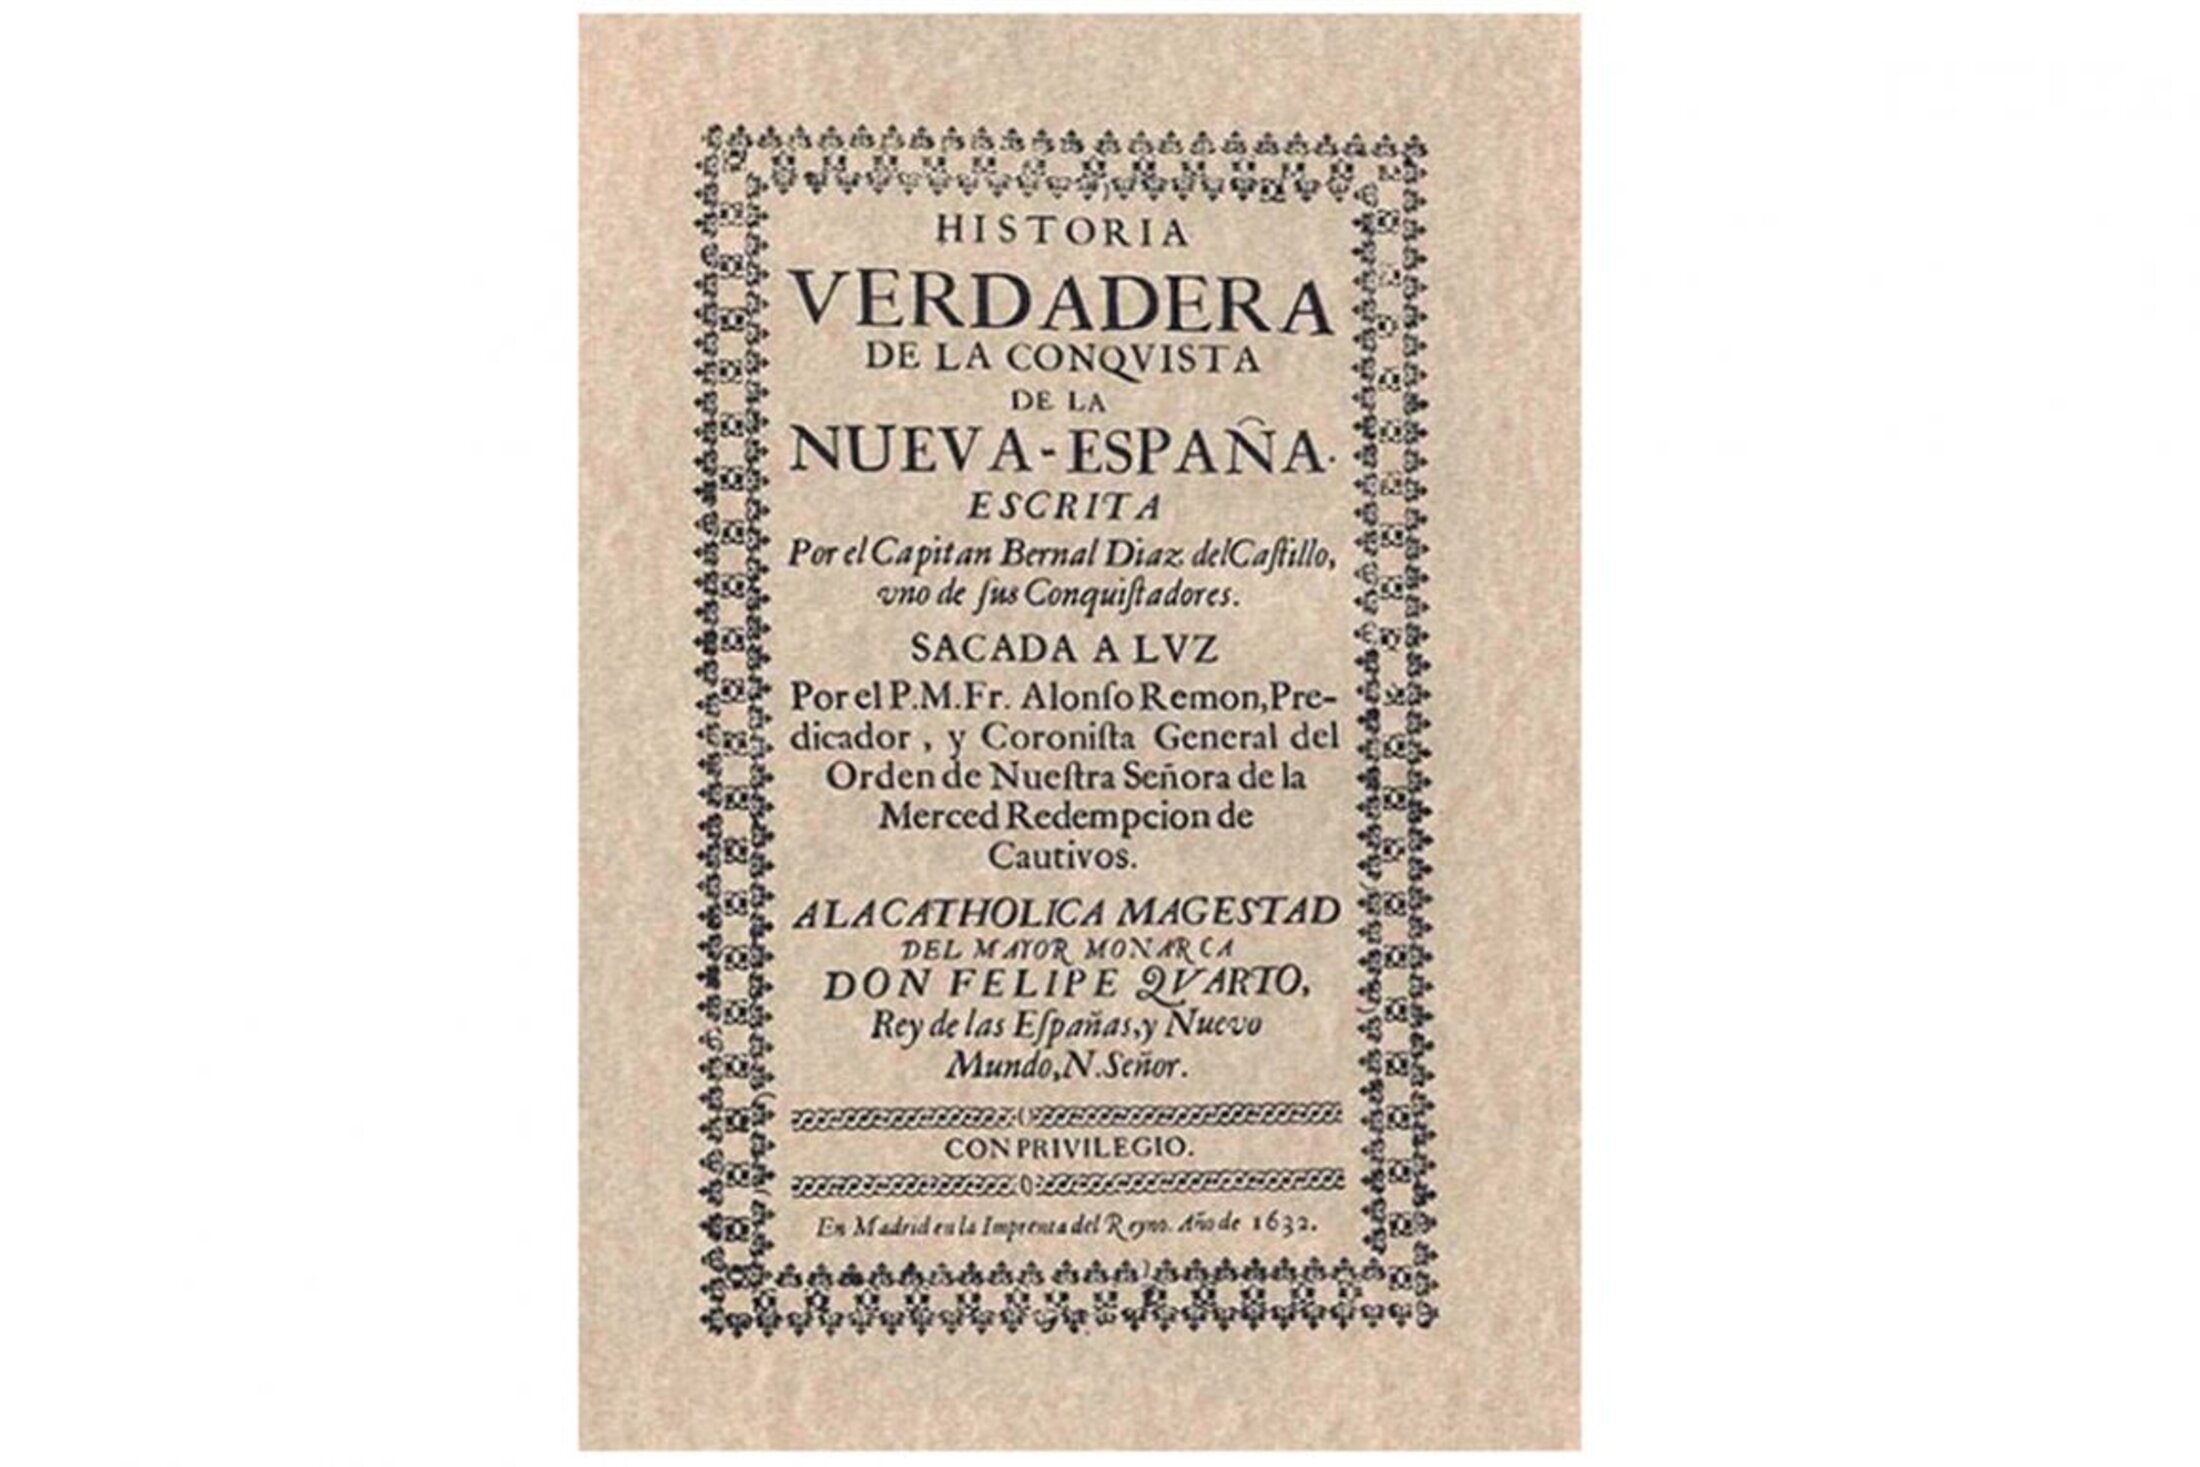 HISTORIA
VERDADERA
DE LA CONQVISTA
DE LA
NUEVA-ESPAÑA.
ESCRITA
Por el Capitan Bernal Diaz del Caſtillo,
vno de ſus Conquiſtadores.
SACADA A LVZ
Por el P.M.Fr. Alonſo Remon, Pre-
dicador, y Coroniſta General del
Orden de Nueſtra Señora de la
Merced Redempcion de
Cautivos.
A LA CATHOLICA MAGESTAD
DEL MAYOR MONARCA
DON FELIPE QVARTO,
Rey de las Eſpañas, y Nuevo
Mundo, N. Señor.
CON PRIVILEGIO.
En Madrid en la Imprenta del Reyno. Año de 1632.